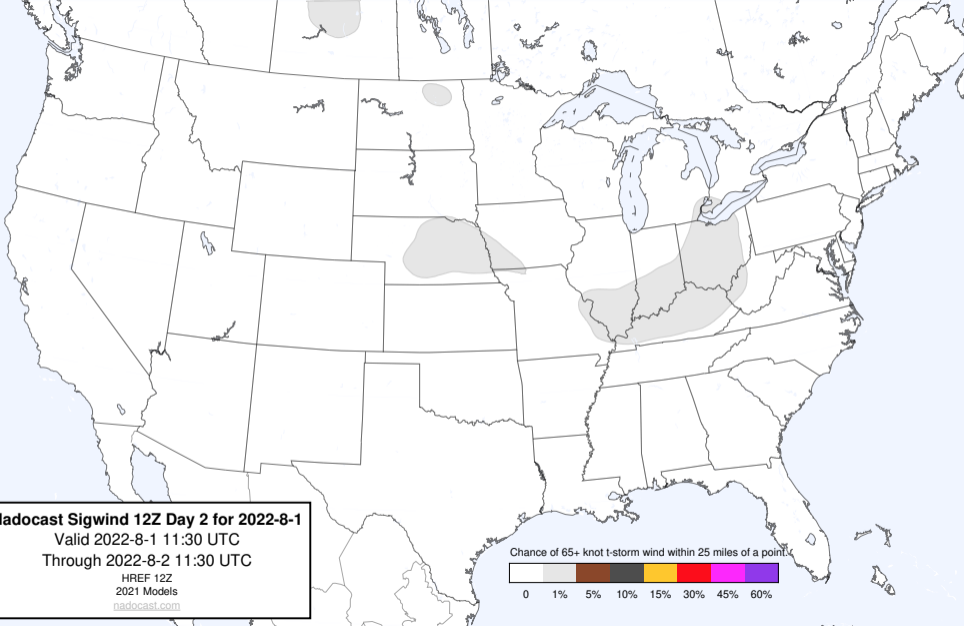 adocast Sigwind 12Z Day 2 for 2022-8-1
Valid 2022-8-1 11:30 UTC
Through 2022-8-2 11:30 UTC
HREF 12Z
2021 Models
nadocast.com
Chance of 65+ knot t-storm wind within 25 miles of a point.
0 1% 5% 10% 15% 30% 45% 60%